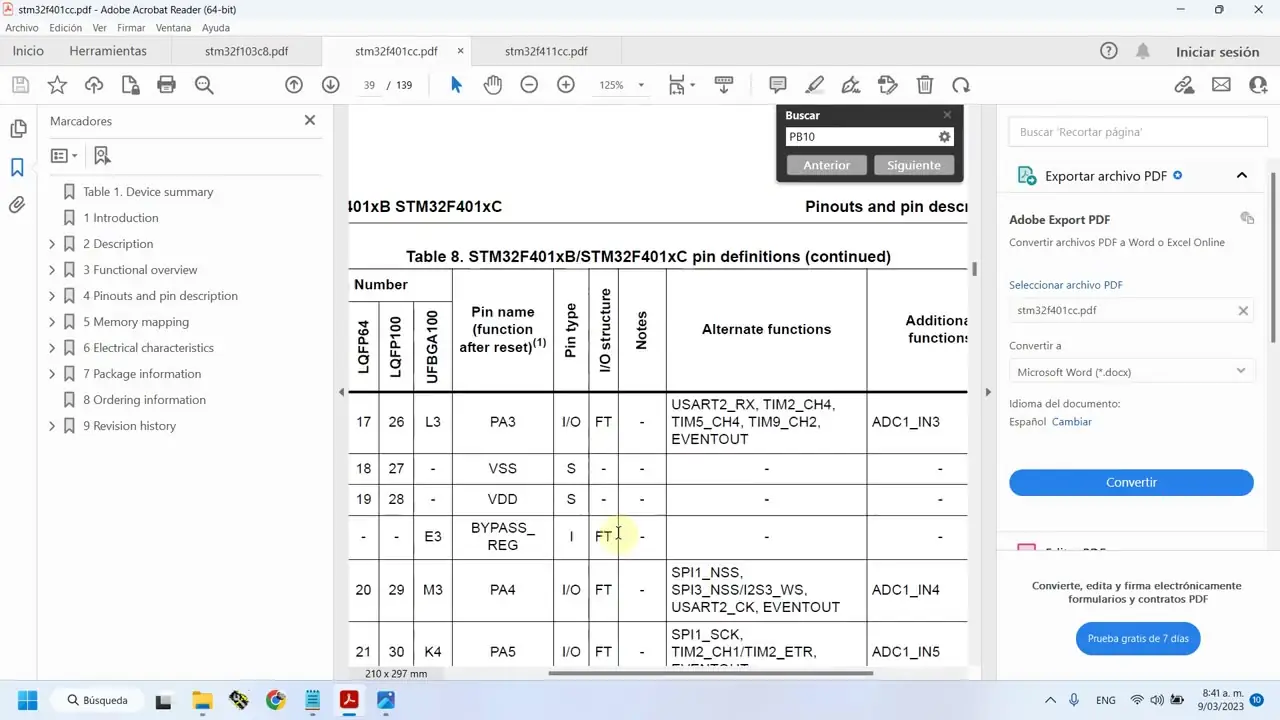 stm32f401cc.pdf - Adobe Acrobat Reader (64-bit)
Archivo Edición Ver Firmar Ventana Ayuda
Inicio Herramientas stm32f103c8.pdf stm32f401cc.pdf × stm32f411cc.pdf Iniciar sesión
39 / 139 125%
Marcadores
Table 1. Device summary
1 Introduction
2 Description
3 Functional overview
4 Pinouts and pin description
5 Memory mapping
6 Electrical characteristics
7 Package information
8 Ordering information
9 Revision history
Buscar
PB10
Anterior Siguiente
401xB STM32F401xC Pinouts and pin descr
Table 8. STM32F401xB/STM32F401xC pin definitions (continued)
Number
LQFP64 LQFP100 UFBGA100
Pin name
(function
after reset)(1)
Pin type I/O structure Notes Alternate functions
Additiona
functions
17 26 L3 PA3 I/O FT -
USART2_RX, TIM2_CH4,
TIM5_CH4, TIM9_CH2,
EVENTOUT
ADC1_IN3
18 27 - VSS S - - - -
19 28 - VDD S - - - -
- - E3 BYPASS_
REG
I FT - - -
20 29 M3 PA4 I/O FT -
SPI1_NSS,
SPI3_NSS/I2S3_WS,
USART2_CK, EVENTOUT
ADC1_IN4
21 30 K4 PA5 I/O FT -
SPI1_SCK,
TIM2_CH1/TIM2_ETR,
EVENTOUT
ADC1_IN5
210 x 297 mm
Buscar 'Recortar página'
Exportar archivo PDF
Adobe Export PDF
Convertir archivos PDF a Word o Excel Online
Seleccionar archivo PDF
stm32f401cc.pdf
Convertir a
Microsoft Word (*.docx)
Idioma del documento:
Español Cambiar
Convertir
Convierte, edita y firma electrónicamente
formularios y contratos PDF
Prueba gratis de 7 días
Búsqueda
ENG
8:41 a. m.
9/03/2023
10